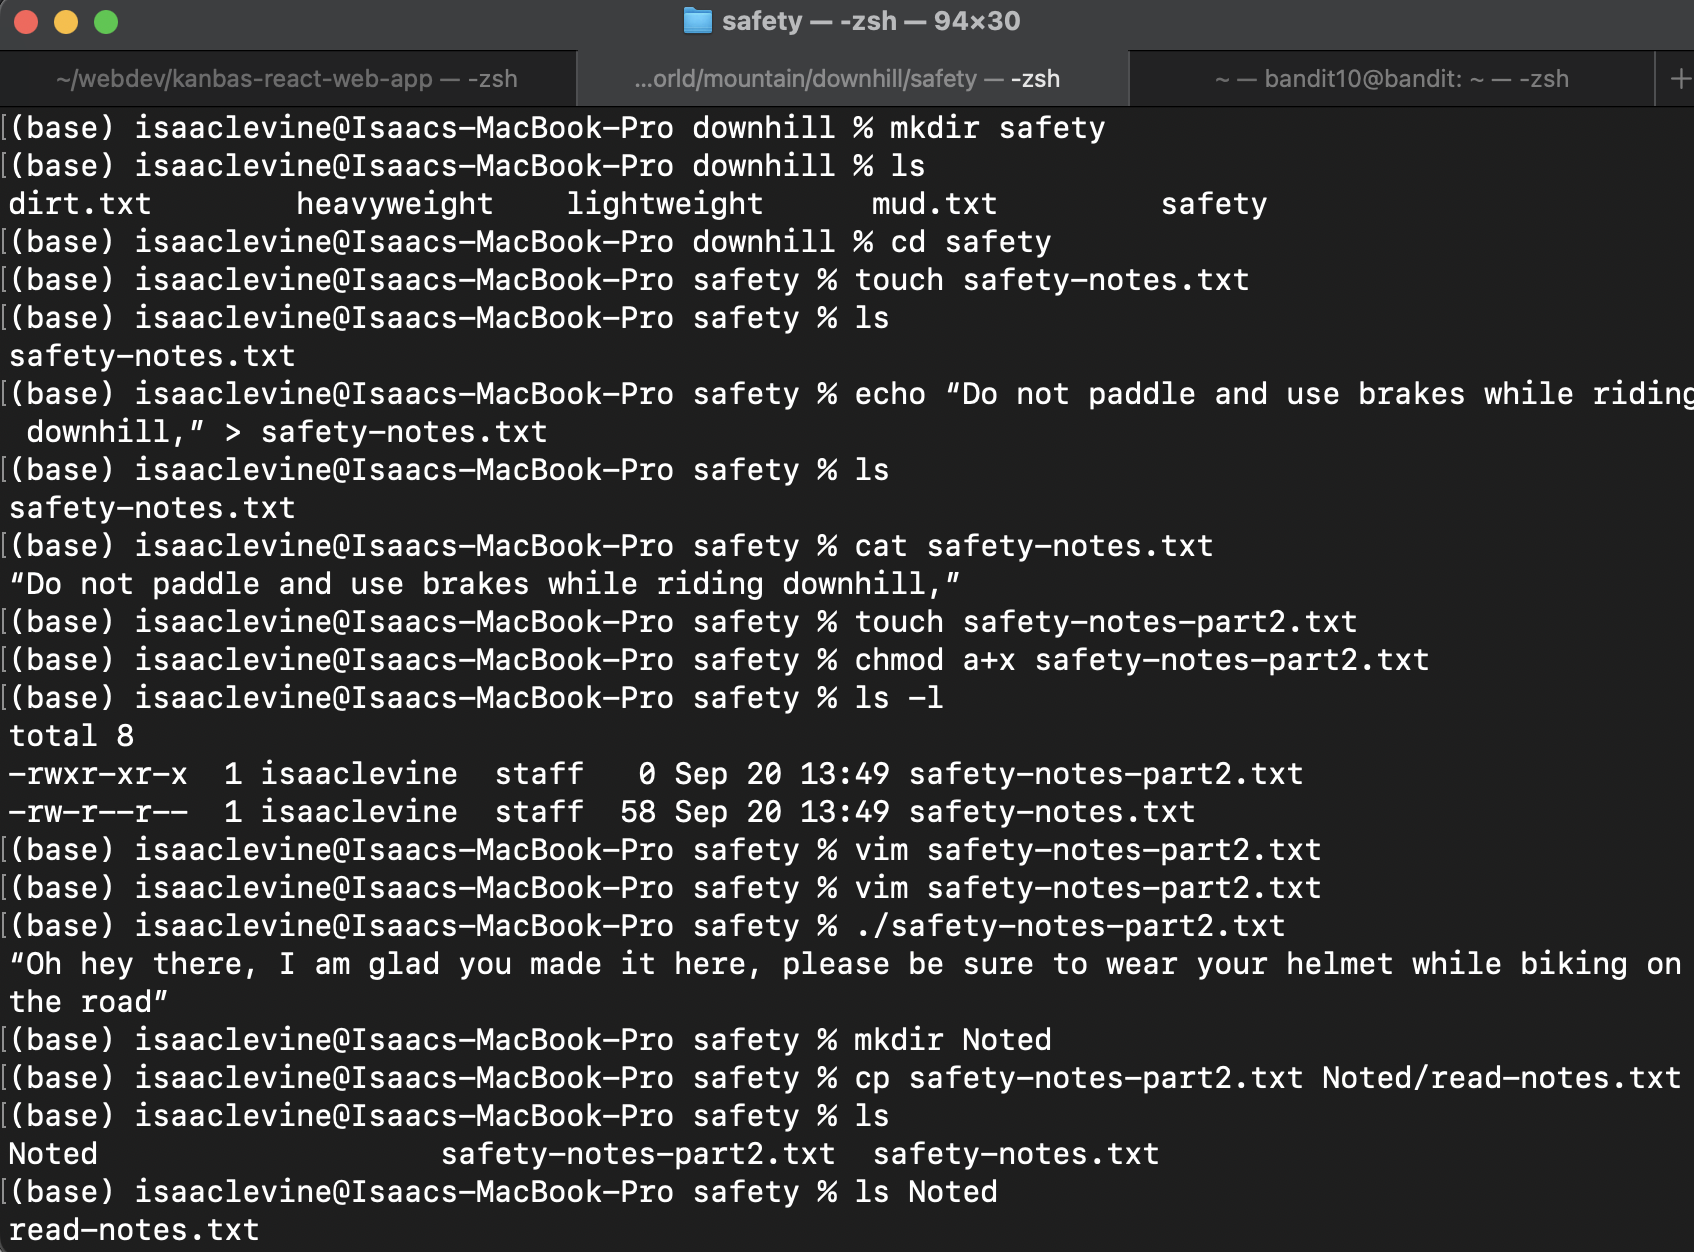 safety — -zsh — 94×30
~/webdev/kanbas-react-web-app — -zsh
...orld/mountain/downhill/safety — -zsh
~ — bandit10@bandit: ~ — -zsh
+
[(base) isaaclevine@Isaacs-MacBook-Pro downhill % mkdir safety
[(base) isaaclevine@Isaacs-MacBook-Pro downhill % ls
dirt.txt        heavyweight    lightweight      mud.txt         safety
[(base) isaaclevine@Isaacs-MacBook-Pro downhill % cd safety
[(base) isaaclevine@Isaacs-MacBook-Pro safety % touch safety-notes.txt
[(base) isaaclevine@Isaacs-MacBook-Pro safety % ls
safety-notes.txt
[(base) isaaclevine@Isaacs-MacBook-Pro safety % echo “Do not paddle and use brakes while riding
 downhill,” > safety-notes.txt
[(base) isaaclevine@Isaacs-MacBook-Pro safety % ls
safety-notes.txt
[(base) isaaclevine@Isaacs-MacBook-Pro safety % cat safety-notes.txt
“Do not paddle and use brakes while riding downhill,”
[(base) isaaclevine@Isaacs-MacBook-Pro safety % touch safety-notes-part2.txt
[(base) isaaclevine@Isaacs-MacBook-Pro safety % chmod a+x safety-notes-part2.txt
[(base) isaaclevine@Isaacs-MacBook-Pro safety % ls -l
total 8
-rwxr-xr-x  1 isaaclevine  staff   0 Sep 20 13:49 safety-notes-part2.txt
-rw-r--r--  1 isaaclevine  staff  58 Sep 20 13:49 safety-notes.txt
[(base) isaaclevine@Isaacs-MacBook-Pro safety % vim safety-notes-part2.txt
[(base) isaaclevine@Isaacs-MacBook-Pro safety % vim safety-notes-part2.txt
[(base) isaaclevine@Isaacs-MacBook-Pro safety % ./safety-notes-part2.txt
“Oh hey there, I am glad you made it here, please be sure to wear your helmet while biking on
the road”
[(base) isaaclevine@Isaacs-MacBook-Pro safety % mkdir Noted
[(base) isaaclevine@Isaacs-MacBook-Pro safety % cp safety-notes-part2.txt Noted/read-notes.txt
[(base) isaaclevine@Isaacs-MacBook-Pro safety % ls
Noted                   safety-notes-part2.txt  safety-notes.txt
[(base) isaaclevine@Isaacs-MacBook-Pro safety % ls Noted
read-notes.txt